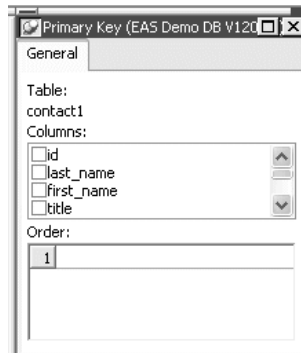 Primary Key (EAS Demo DB V120
General
Table:
contact1
Columns:
id
last_name
first_name
title
Order:
1